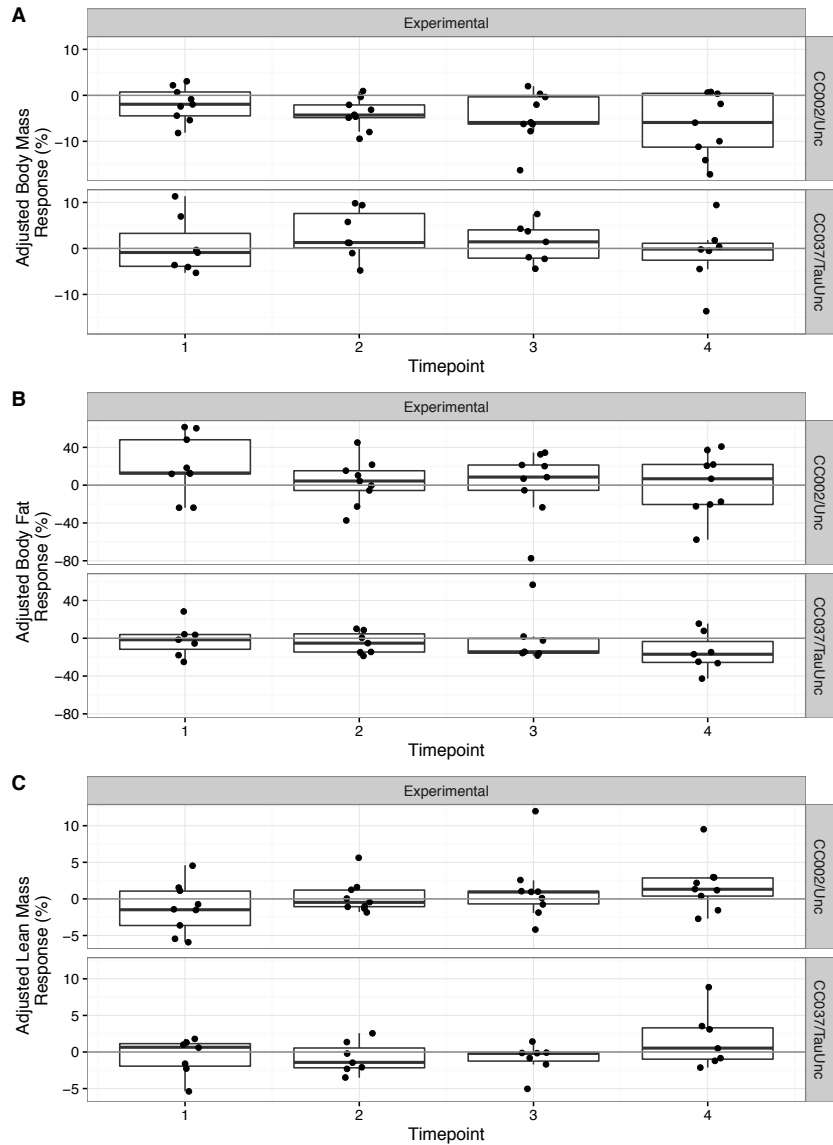 A
Experimental
Adjusted Body Mass
Response (%)
10
0
−10
CC002/Unc
10
0
−10
CC037/TauUnc
1 2 3 4
Timepoint
B
Experimental
Adjusted Body Fat
Response (%)
40
0
−40
−80
CC002/Unc
40
0
−40
−80
CC037/TauUnc
1 2 3 4
Timepoint
C
Experimental
Adjusted Lean Mass
Response (%)
10
5
0
−5
CC002/Unc
10
5
0
−5
CC037/TauUnc
1 2 3 4
Timepoint